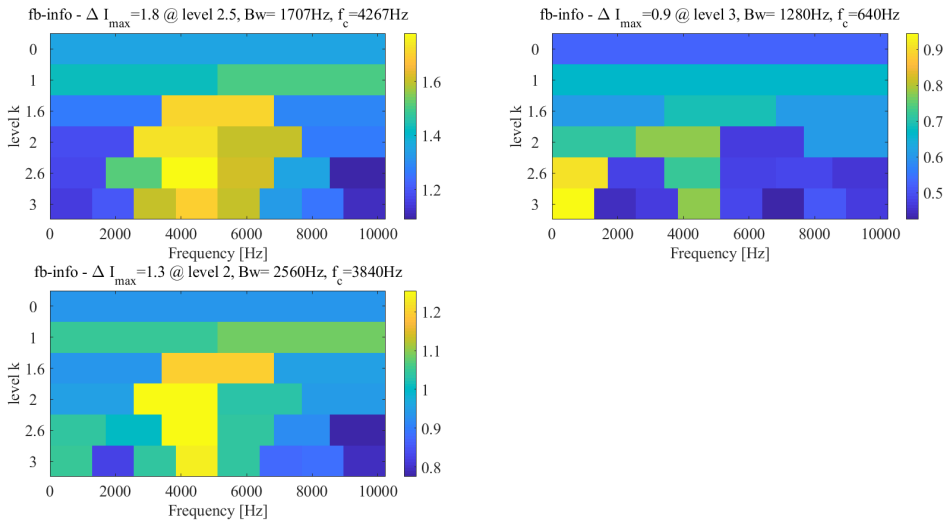 fb-info - Δ I_max=1.8 @ level 2.5, Bw= 1707Hz, f_c=4267Hz
level k
0
1
1.6
2
2.6
3
0 2000 4000 6000 8000 10000
Frequency [Hz]
1.6
1.4
1.2
fb-info - Δ I_max=0.9 @ level 3, Bw= 1280Hz, f_c=640Hz
level k
0
1
1.6
2
2.6
3
0 2000 4000 6000 8000 10000
Frequency [Hz]
0.9
0.8
0.7
0.6
0.5
fb-info - Δ I_max=1.3 @ level 2, Bw= 2560Hz, f_c=3840Hz
level k
0
1
1.6
2
2.6
3
0 2000 4000 6000 8000 10000
Frequency [Hz]
1.2
1.1
1
0.9
0.8